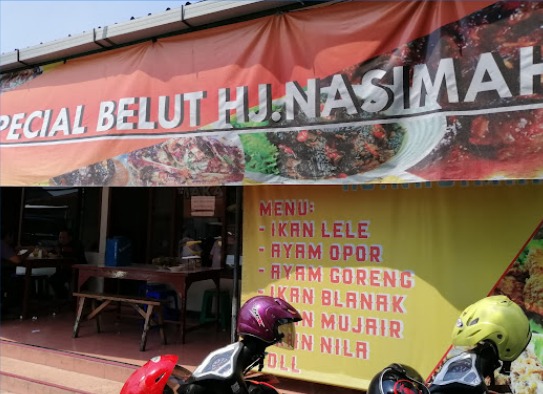 PECIAL BELUT HJ.NASIMAH
MENU:
- IKAN LELE
- AYAM OPOR
- AYAM GORENG
- IKAN BLANAK
MUJAIR
NILA
DLL